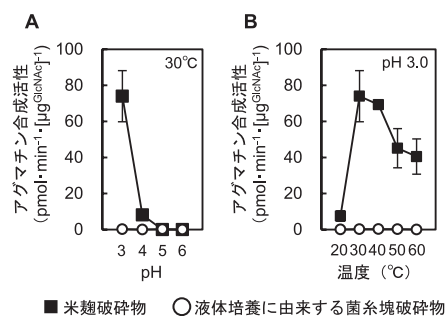 A
アグマチン合成活性
(pmol・min⁻¹・[μg^GlcNAc]⁻¹)
100
80
60
40
20
0
30℃
3 4 5 6
pH
B
アグマチン合成活性
(pmol・min⁻¹・[μg^GlcNAc]⁻¹)
100
80
60
40
20
0
pH 3.0
20 30 40 50 60
温度（℃）
■ 米麹破砕物 ○ 液体培養に由来する菌糸塊破砕物